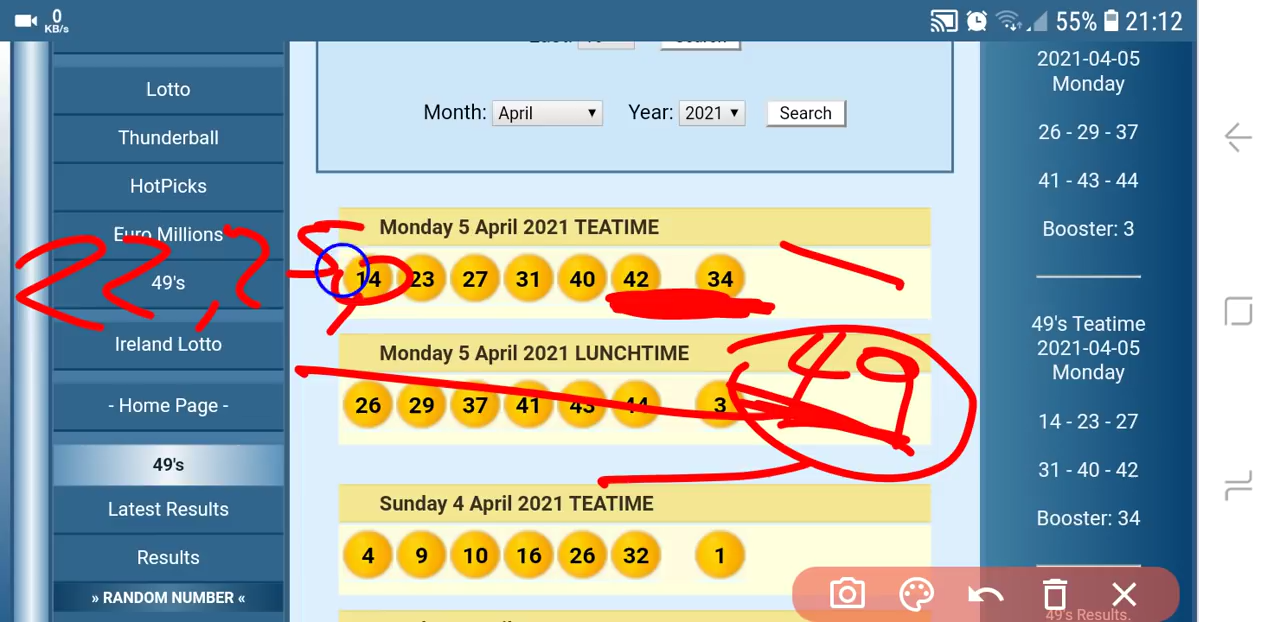 0
KB/s
55% 21:12
Lotto
Thunderball
HotPicks
Euro Millions
49's
Ireland Lotto
- Home Page -
49's
Latest Results
Results
» RANDOM NUMBER «
Month: April Year: 2021 Search
Monday 5 April 2021 TEATIME
14 23 27 31 40 42 34
Monday 5 April 2021 LUNCHTIME
26 29 37 41 43 44 3
49
Sunday 4 April 2021 TEATIME
4 9 10 16 26 32 1
2021-04-05
Monday
26 - 29 - 37
41 - 43 - 44
Booster: 3
49's Teatime
2021-04-05
Monday
14 - 23 - 27
31 - 40 - 42
Booster: 34
49's Results.